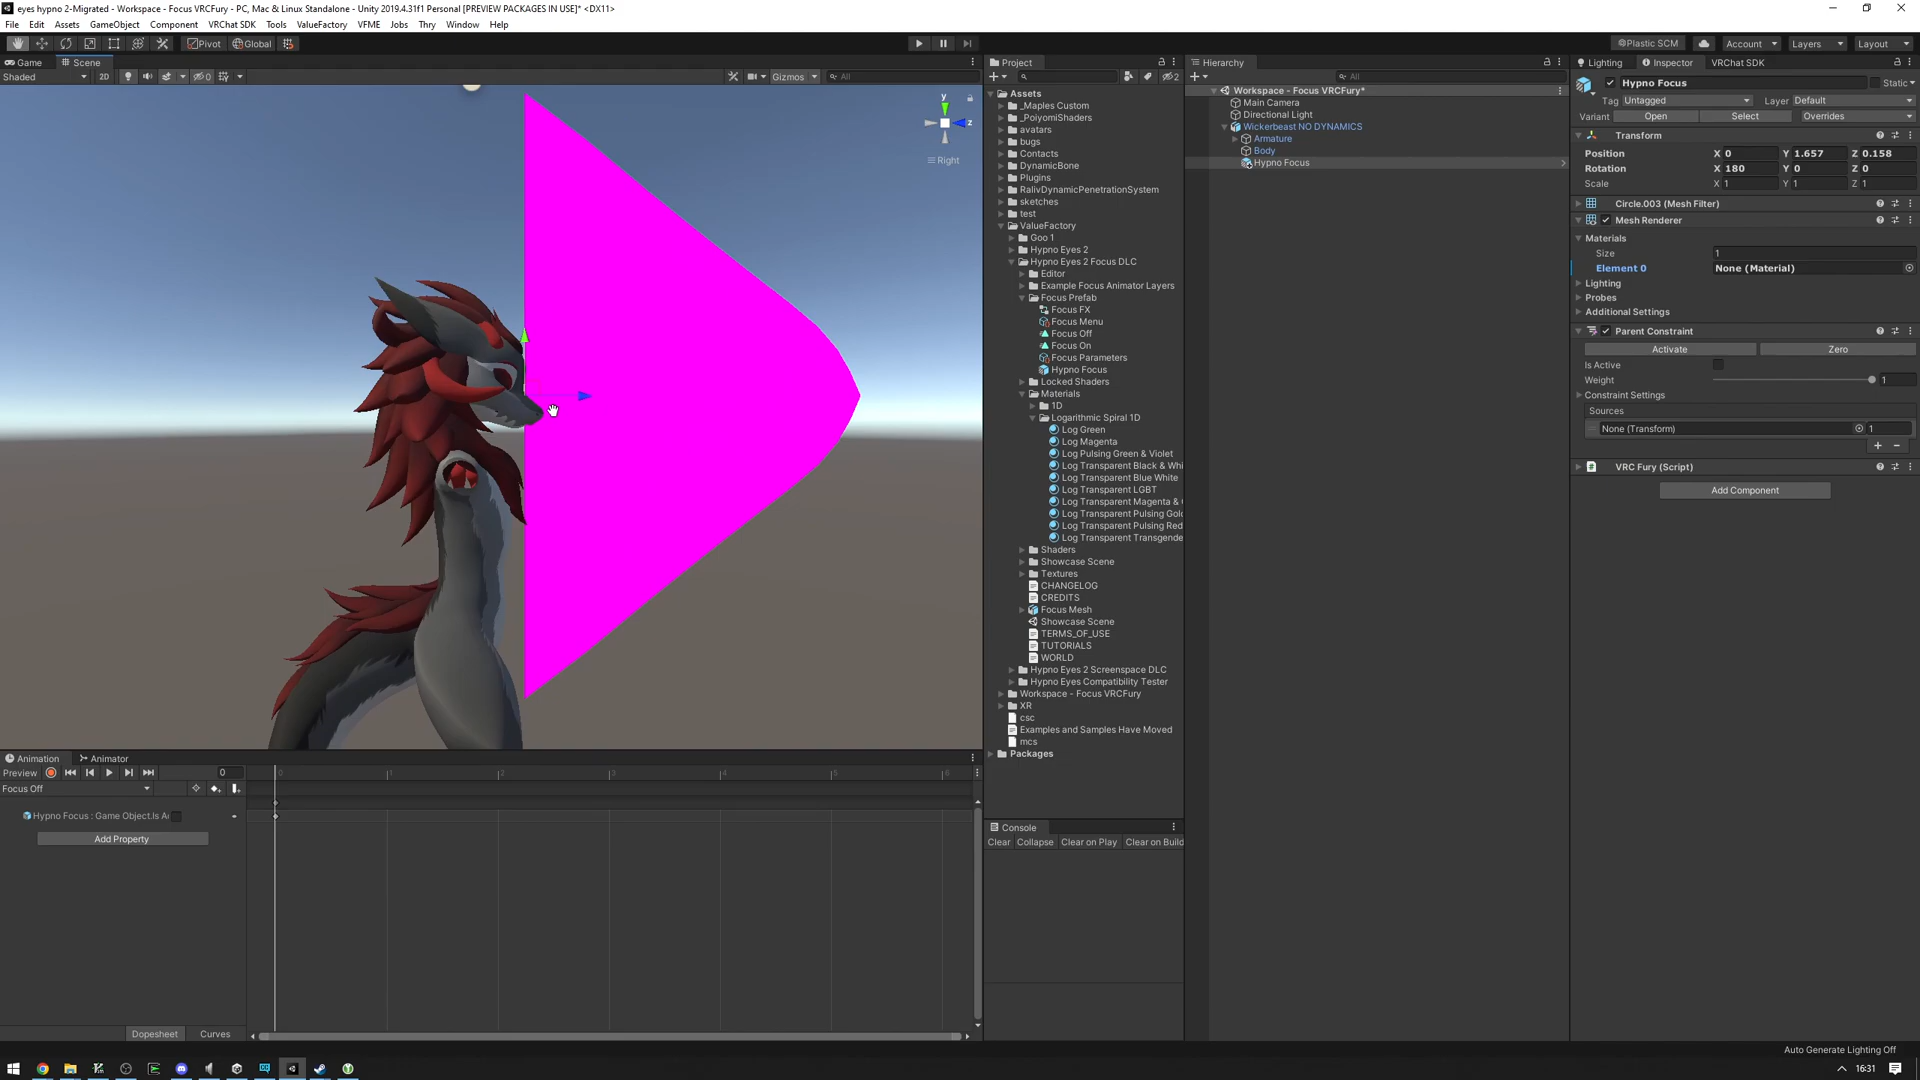 eyes hypno 2-Migrated - Workspace - Focus VRCFury - PC, Mac & Linux Standalone - Unity 2019.4.31f1 Personal [PREVIEW PACKAGES IN USE]* <DX11>
File Edit Assets GameObject Component VRChat SDK Tools ValueFactory VFME Jobs Thry Window Help
Pivot Global Plastic SCM Account Layers Layout
Game Scene
Shaded 2D 0 Gizmos All
y
z
Right
Animation Animator
Preview 0
0 1 2 3 4 5 6
Focus Off
Hypno Focus : Game Object.Is A
Add Property
Dopesheet Curves
Project
2
Assets
_Maples Custom
_PoiyomiShaders
avatars
bugs
Contacts
DynamicBone
Plugins
RalivDynamicPenetrationSystem
sketches
test
ValueFactory
Goo 1
Hypno Eyes 2
Hypno Eyes 2 Focus DLC
Editor
Example Focus Animator Layers
Focus Prefab
Focus FX
Focus Menu
Focus Off
Focus On
Focus Parameters
Hypno Focus
Locked Shaders
Materials
1D
Logarithmic Spiral 1D
Log Green
Log Magenta
Log Pulsing Green & Violet
Log Transparent Black & Whi
Log Transparent Blue White
Log Transparent LGBT
Log Transparent Magenta &
Log Transparent Pulsing Gol
Log Transparent Pulsing Red
Log Transparent Transgende
Shaders
Showcase Scene
Textures
CHANGELOG
CREDITS
Focus Mesh
Showcase Scene
TERMS_OF_USE
TUTORIALS
WORLD
Hypno Eyes 2 Screenspace DLC
Hypno Eyes Compatibility Tester
Workspace - Focus VRCFury
XR
csc
Examples and Samples Have Moved
mcs
Packages
Console
Clear Collapse Clear on Play Clear on Build
Hierarchy
All
Workspace - Focus VRCFury*
Main Camera
Directional Light
Wickerbeast NO DYNAMICS
Armature
Body
Hypno Focus
Lighting Inspector VRChat SDK
Hypno Focus Static
Tag Untagged Layer Default
Variant Open Select Overrides
Transform
Position X 0 Y 1.657 Z 0.158
Rotation X 180 Y 0 Z 0
Scale X 1 Y 1 Z 1
Circle.003 (Mesh Filter)
Mesh Renderer
Materials
Size 1
Element 0 None (Material)
Lighting
Probes
Additional Settings
Parent Constraint
Activate Zero
Is Active
Weight 1
Constraint Settings
Sources
None (Transform) 1
VRC Fury (Script)
Add Component
Auto Generate Lighting Off
16:31